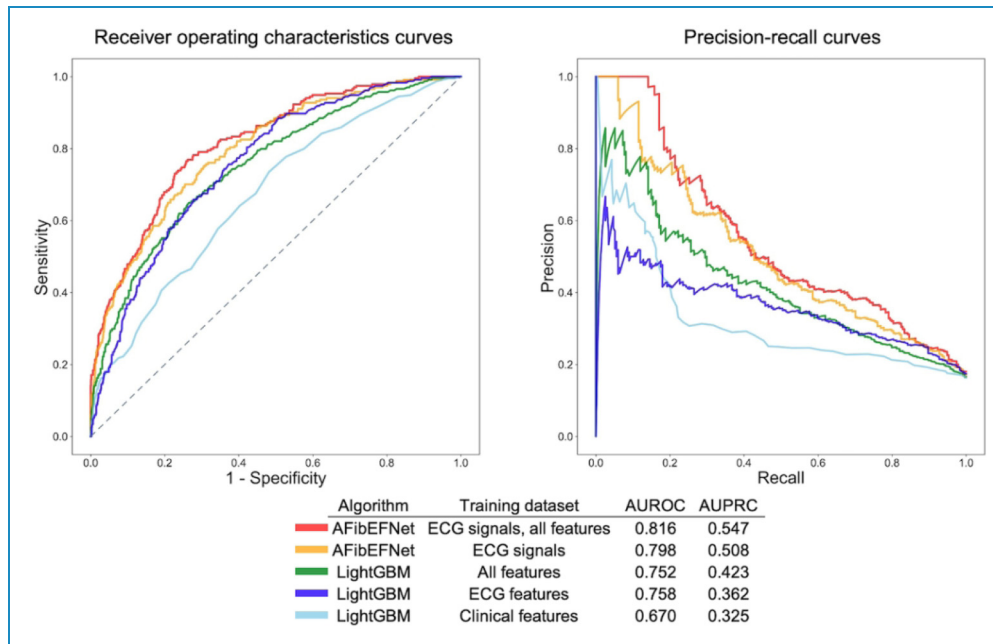 Receiver operating characteristics curves
1.0
0.8
0.6
0.4
0.2
0.0
Sensitivity
0.0 0.2 0.4 0.6 0.8 1.0
1 - Specificity
Precision-recall curves
1.0
0.8
0.6
0.4
0.2
0.0
Precision
0.0 0.2 0.4 0.6 0.8 1.0
Recall
Algorithm Training dataset AUROC AUPRC
AFibEFNet ECG signals, all features 0.816 0.547
AFibEFNet ECG signals 0.798 0.508
LightGBM All features 0.752 0.423
LightGBM ECG features 0.758 0.362
LightGBM Clinical features 0.670 0.325